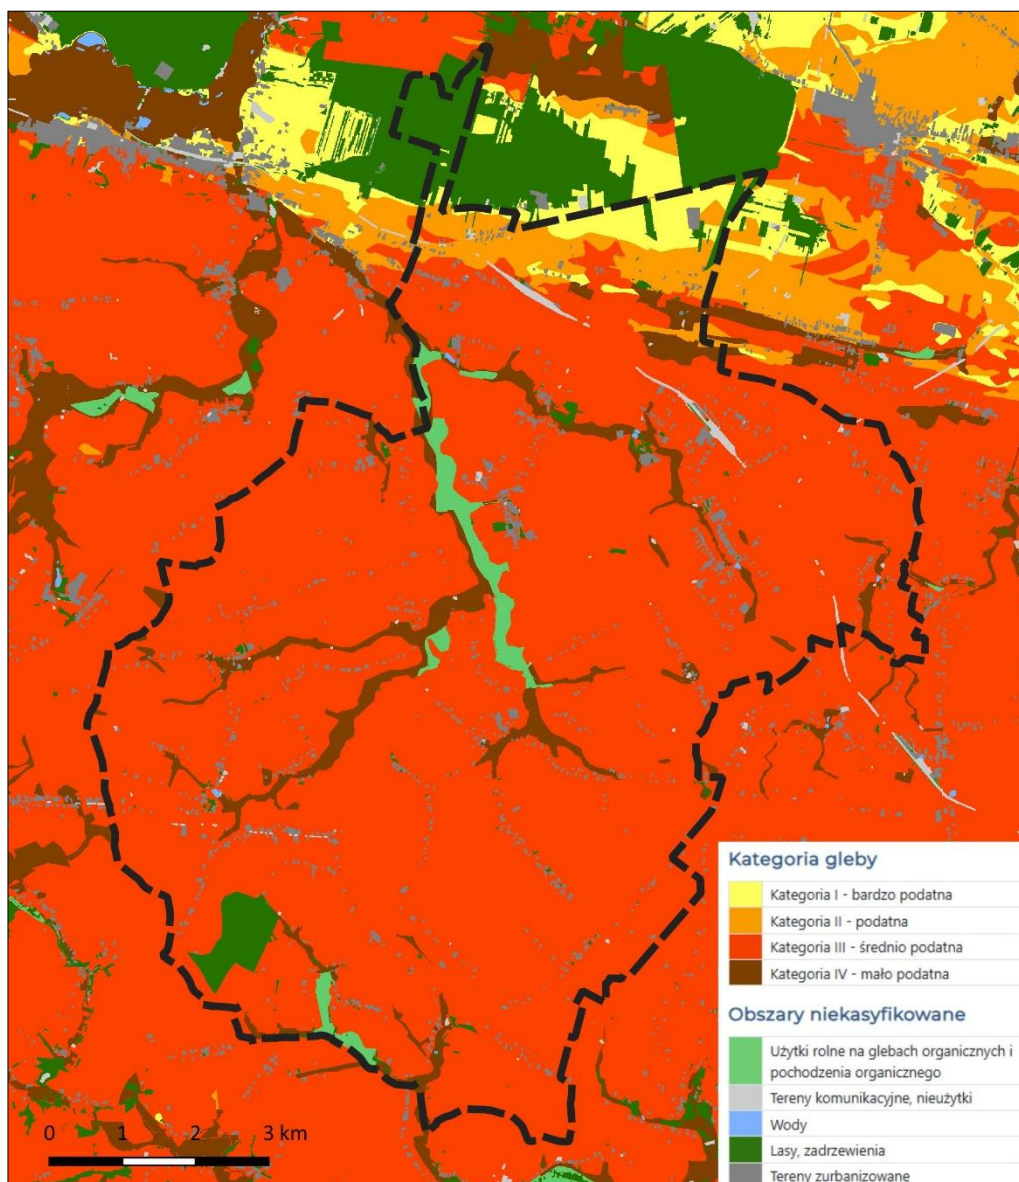 Kategoria gleby
Kategoria I - bardzo podatna
Kategoria II - podatna
Kategoria III - średnio podatna
Kategoria IV - mało podatna
Obszary niekasyfikowane
Użytki rolne na glebach organicznych i
pochodzenia organicznego
Tereny komunikacyjne, nieużytki
Wody
Lasy, zadrzewienia
Tereny zurbanizowane
0 1 2 3 km